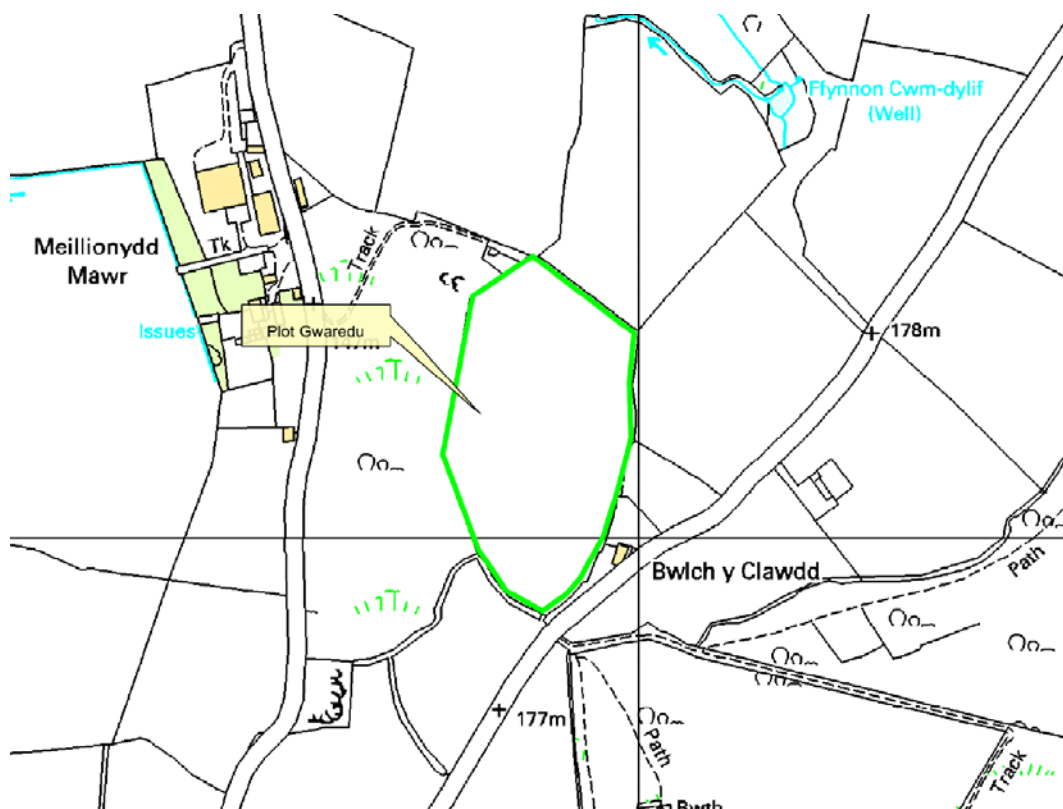 Ffynnon Cwm-dylif
(Well)
Meillionydd
Mawr
Tk
Track
Issues
Plot Gwaredu
178m
Bwlch y Clawdd
Path
177m
Path
Track
Bwth